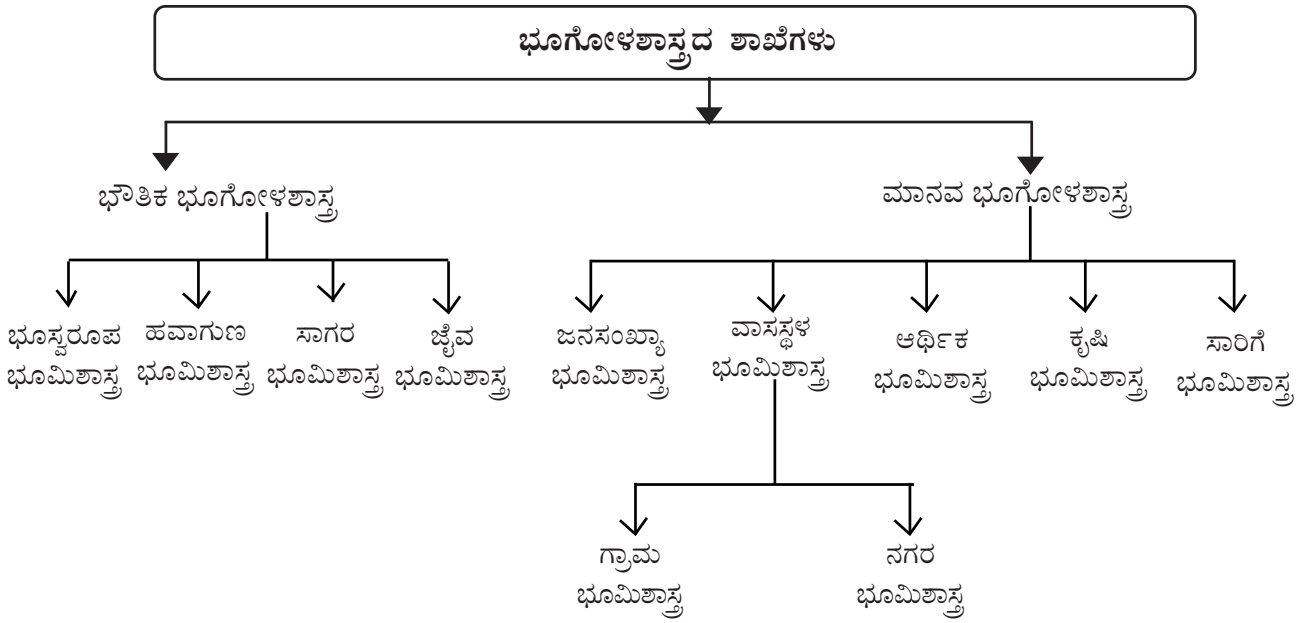 ಭೂಗೋಳಶಾಸ್ತ್ರದ ಶಾಖೆಗಳು
ಭೌತಿಕ ಭೂಗೋಳಶಾಸ್ತ್ರ
ಮಾನವ ಭೂಗೋಳಶಾಸ್ತ್ರ
ಭೂಸ್ವರೂಪ
ಭೂಮಿಶಾಸ್ತ್ರ
ಹವಾಗುಣ
ಭೂಮಿಶಾಸ್ತ್ರ
ಸಾಗರ
ಭೂಮಿಶಾಸ್ತ್ರ
ಜೈವ
ಭೂಮಿಶಾಸ್ತ್ರ
ಜನಸಂಖ್ಯಾ
ಭೂಮಿಶಾಸ್ತ್ರ
ವಾಸಸ್ಥಳ
ಭೂಮಿಶಾಸ್ತ್ರ
ಆರ್ಥಿಕ
ಭೂಮಿಶಾಸ್ತ್ರ
ಕೃಷಿ
ಭೂಮಿಶಾಸ್ತ್ರ
ಸಾರಿಗೆ
ಭೂಮಿಶಾಸ್ತ್ರ
ಗ್ರಾಮ
ಭೂಮಿಶಾಸ್ತ್ರ
ನಗರ
ಭೂಮಿಶಾಸ್ತ್ರ